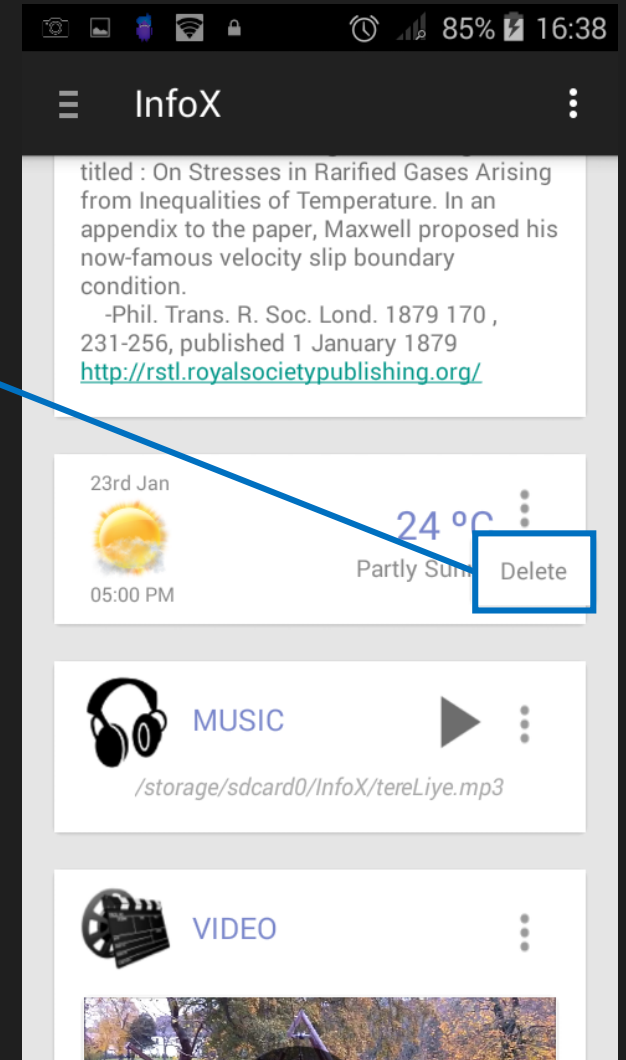 85% 16:38
InfoX
titled : On Stresses in Rarified Gases Arising
from Inequalities of Temperature. In an
appendix to the paper, Maxwell proposed his
now-famous velocity slip boundary
condition.
-Phil. Trans. R. Soc. Lond. 1879 170 ,
231-256, published 1 January 1879
http://rstl.royalsocietypublishing.org/
23rd Jan
24 ºC
Partly
Delete
05:00 PM
MUSIC
/storage/sdcard0/InfoX/tereLiye.mp3
VIDEO